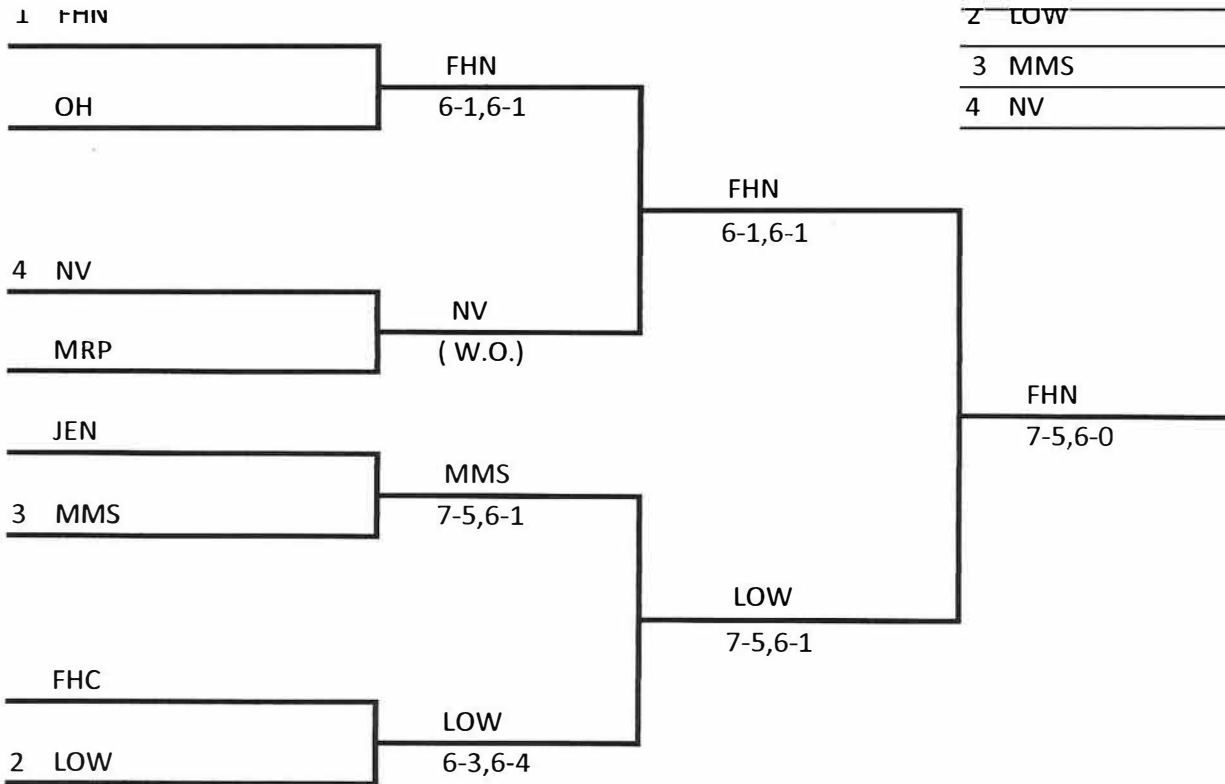 1 FHN
2 LOW
FHN
3 MMS
OH
6-1,6-1
4 NV
FHN
6-1,6-1
4 NV
NV
MRP
( W.O.)
FHN
JEN
7-5,6-0
MMS
3 MMS
7-5,6-1
LOW
7-5,6-1
FHC
LOW
2 LOW
6-3,6-4